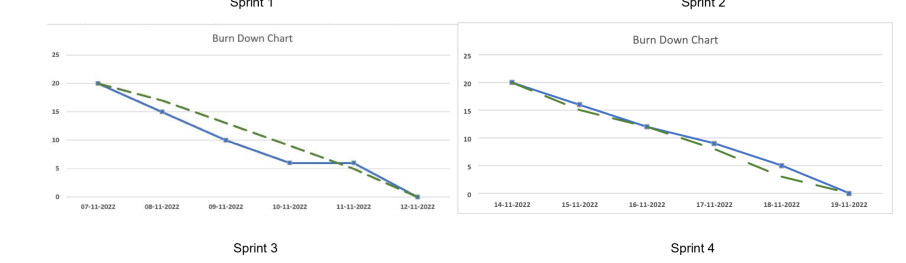 Sprint 1
Sprint 2
Burn Down Chart
25
20
15
10
5
0
07-11-2022 08-11-2022 09-11-2022 10-11-2022 11-11-2022 12-11-2022
Burn Down Chart
25
20
15
10
5
0
14-11-2022 15-11-2022 16-11-2022 17-11-2022 18-11-2022 19-11-2022
Sprint 3
Sprint 4